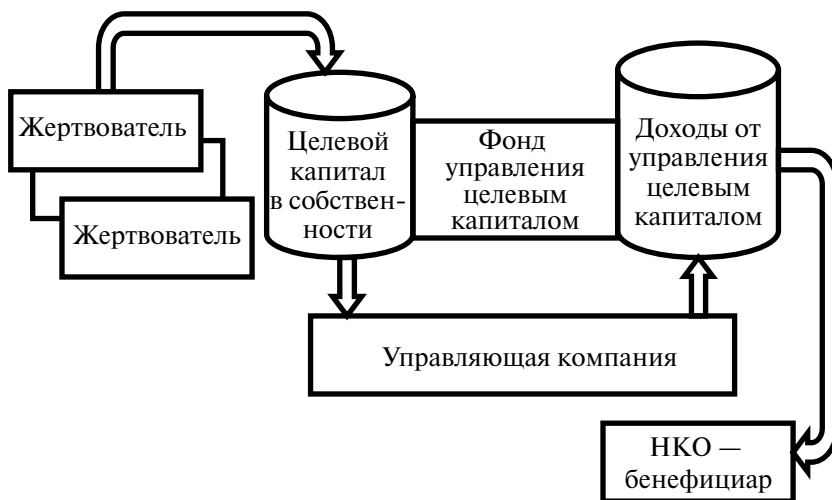 Жертвователь
Жертвователь
Целевой
капитал
в собствен-
ности
Фонд
управления
целевым
капиталом
Доходы от
управления
целевым
капиталом
Управляющая компания
НКО —
бенефициар